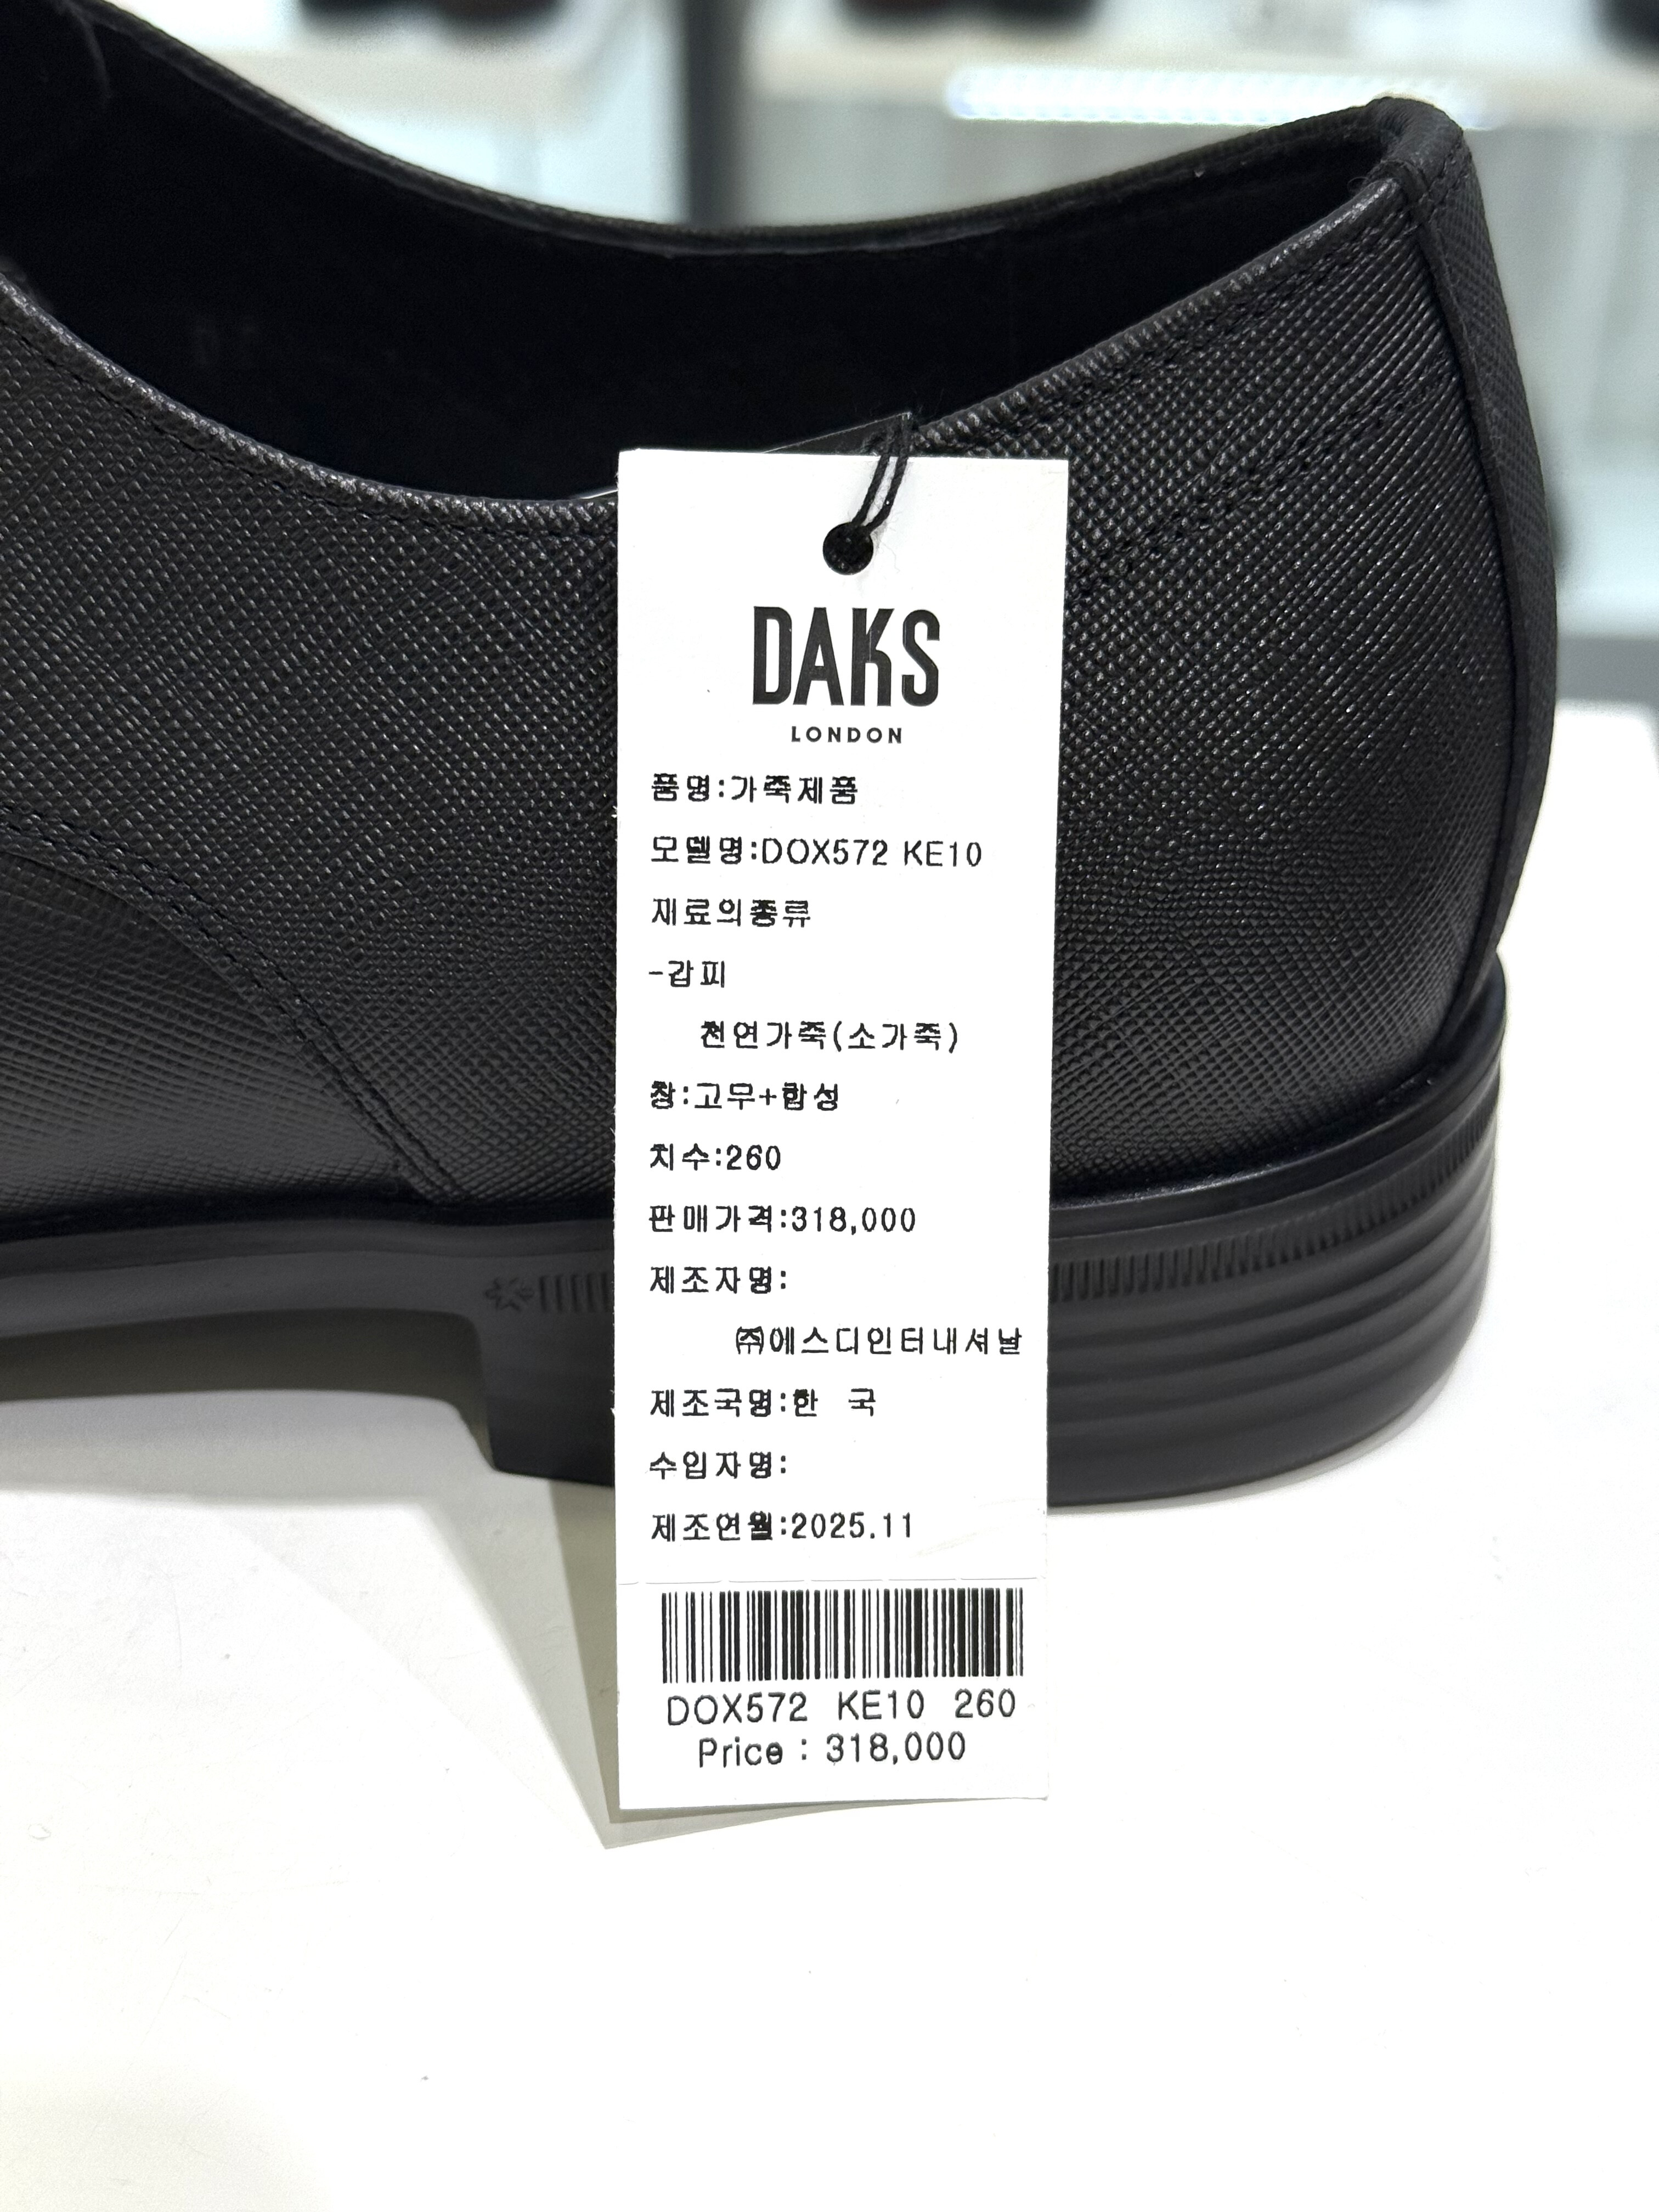 DAKS
LONDON
품명:가죽제품
모델명:DOX572 KE10
재료의종류
-갑피
천연가죽(소가죽)
창:고무+합성
치수:260
판매가격:318,000
제조자명:
㈜에스디인터내셔날
제조국명:한 국
수입자명:
제조연월:2025.11
DOX572 KE10 260
Price : 318,000